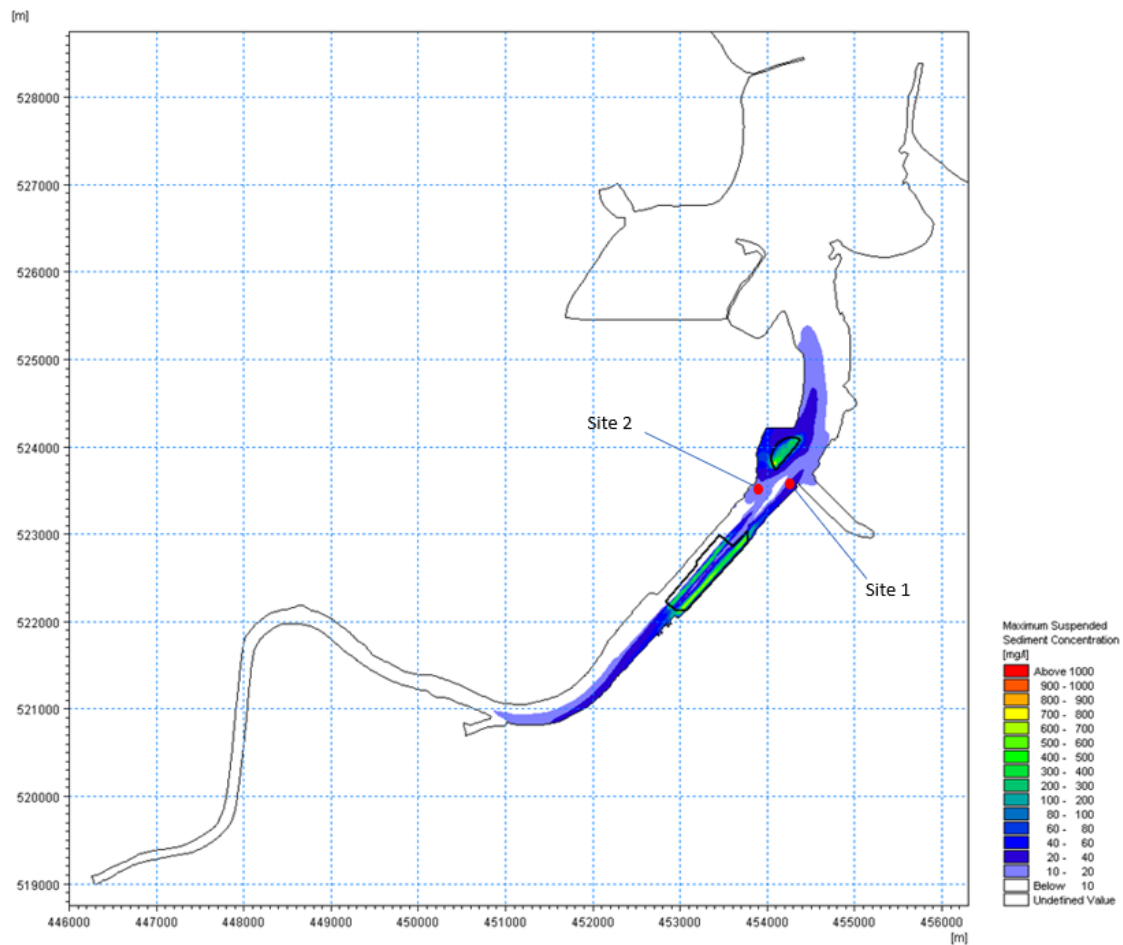 [m]
528000
527000
526000
525000
524000
523000
522000
521000
520000
519000
Site 2
Site 1
446000 447000 448000 449000 450000 451000 452000 453000 454000 455000 456000
[m]
Maximum Suspended
Sediment Concentration
[mg/l]
Above 1000
900 - 1000
800 - 900
700 - 800
600 - 700
500 - 600
400 - 500
300 - 400
200 - 300
100 - 200
80 - 100
60 - 80
40 - 60
20 - 40
10 - 20
Below 10
Undefined Value